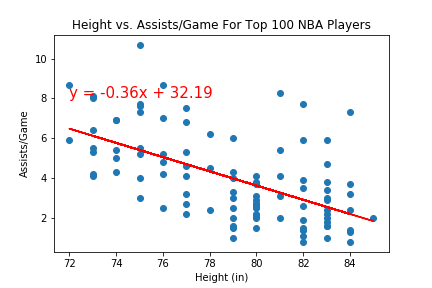 Height vs. Assists/Game For Top 100 NBA Players
10
8
6
4
2
Assists/Game
y = -0.36x + 32.19
72 74 76 78 80 82 84
Height (in)